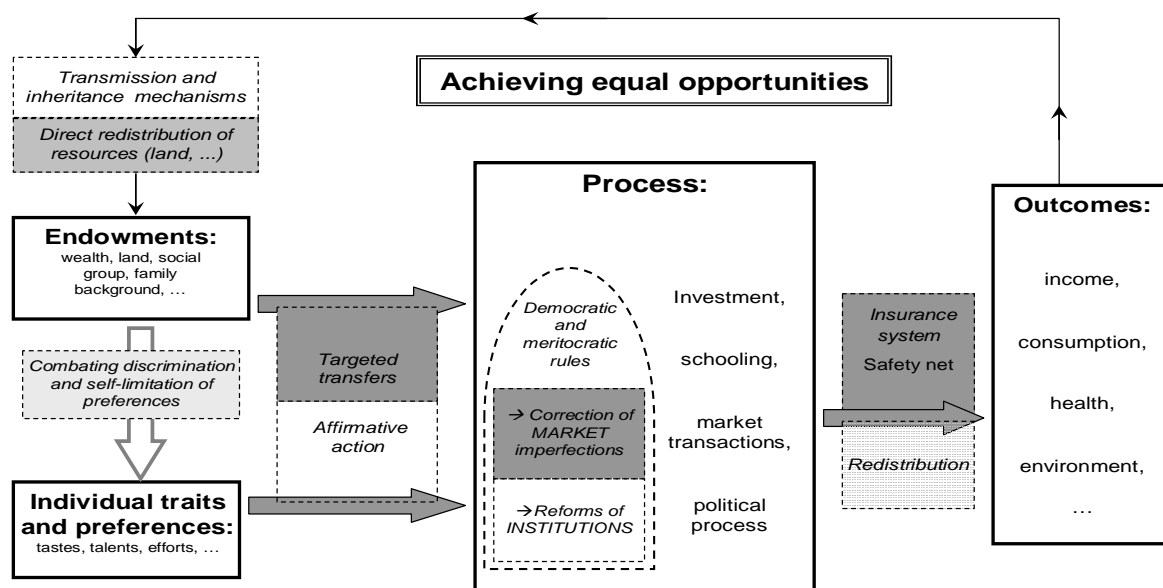 Achieving equal opportunities
Transmission and
inheritance mechanisms
Direct redistribution of
resources (land, ...)
Endowments:
wealth, land, social
group, family
background, …
Combating discrimination
and self-limitation of
preferences
Individual traits
and preferences:
tastes, talents, efforts, …
Targeted
transfers
Affirmative
action
Process:
Democratic and
meritocratic
rules
→ Correction of
MARKET
imperfections
→Reforms of
INSTITUTIONS
Investment,
schooling,
market
transactions,
political
process
Insurance
system
Safety net
Redistribution
Outcomes:
income,
consumption,
health,
environment,
…